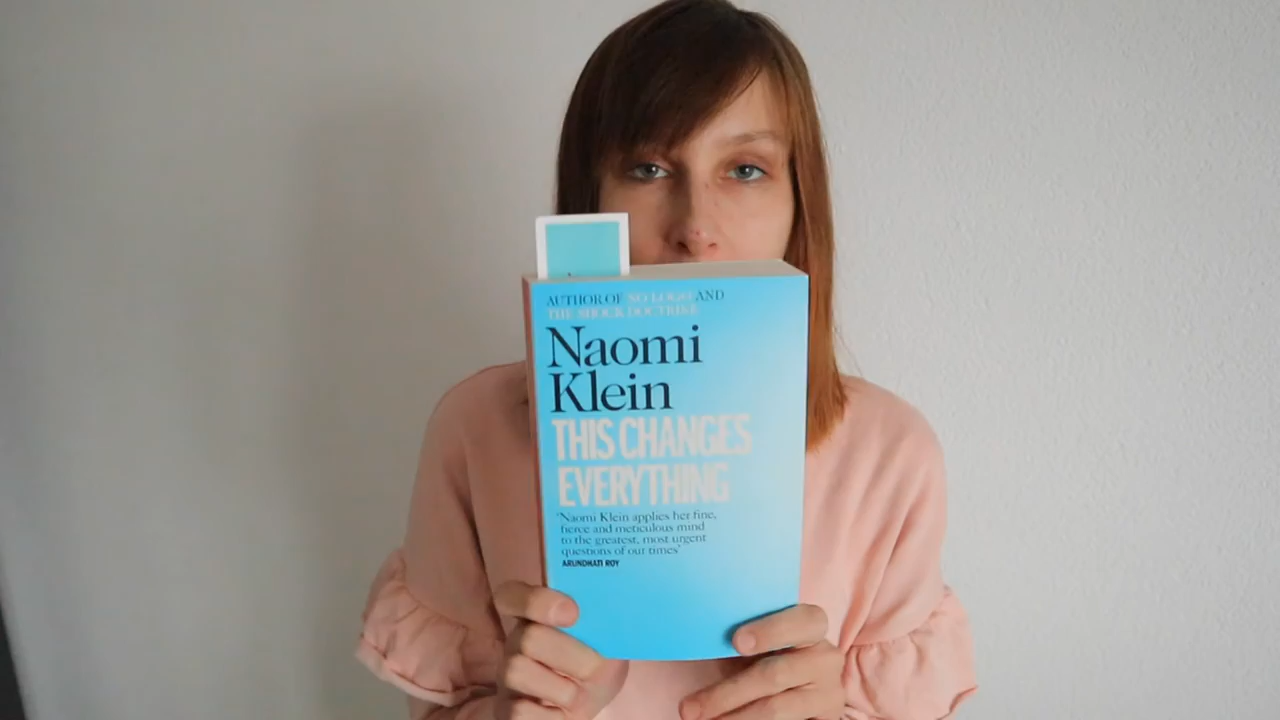 AUTHOR OF NO LOGO AND
THE SHOCK DOCTRINE
Naomi
Klein
THIS CHANGES
EVERYTHING
'Naomi Klein applies her fine,
fierce and meticulous mind
to the greatest, most urgent
questions of our times'
ARUNDHATI ROY